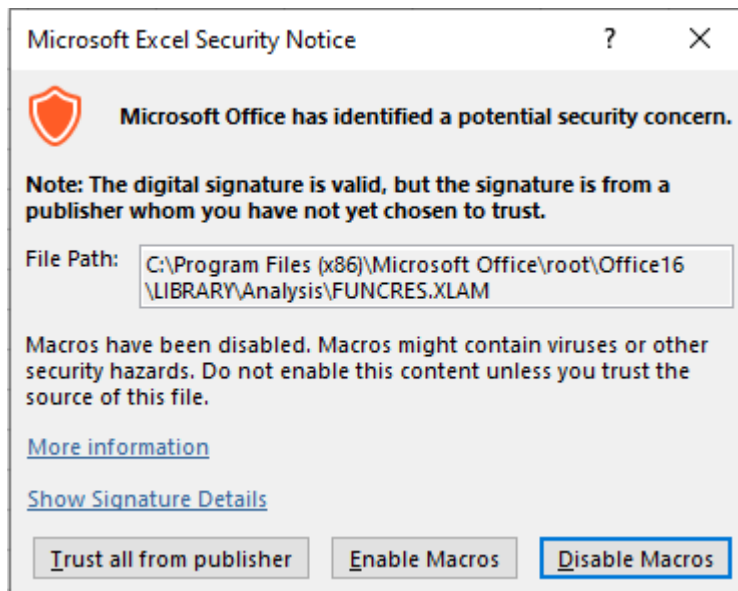 Microsoft Excel Security Notice ? ✕
Microsoft Office has identified a potential security concern.
Note: The digital signature is valid, but the signature is from a
publisher whom you have not yet chosen to trust.
File Path: C:\Program Files (x86)\Microsoft Office\root\Office16
\LIBRARY\Analysis\FUNCRES.XLAM
Macros have been disabled. Macros might contain viruses or other
security hazards. Do not enable this content unless you trust the
source of this file.
More information
Show Signature Details
Trust all from publisher Enable Macros Disable Macros